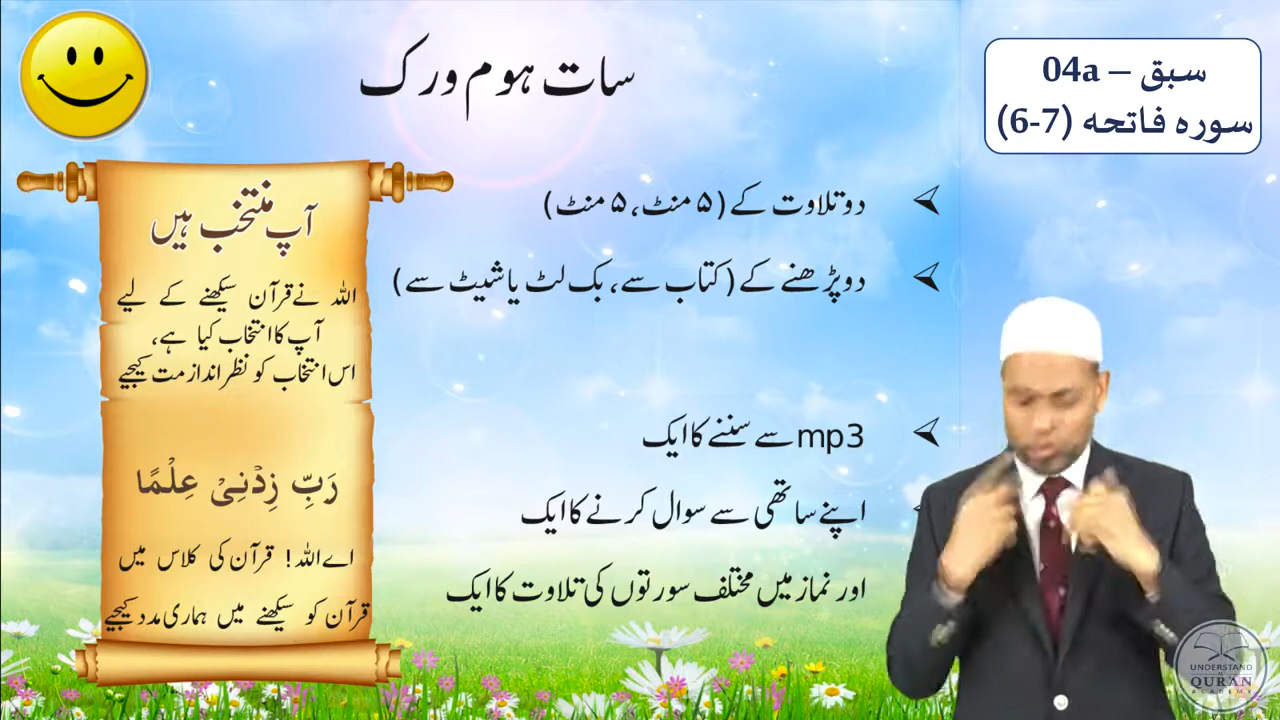 سات ہوم ورک
سبق – 04a
سورہ فاتحہ (7-6)
دو تلاوت کے (۵ منٹ، ۵ منٹ)
دو پڑھنے کے (کتاب سے، بک لٹ یا شیٹ سے)
mp3 سے سننے کا ایک
اپنے ساتھی سے سوال کرنے کا ایک
اور نماز میں مختلف سورتوں کی تلاوت کا ایک
آپ منتخب ہیں
اللہ نے قرآن سیکھنے کے لیے
آپ کا انتخاب کیا ہے،
اس انتخاب کو نظر انداز مت کیجیے
رَبِّ زِدْنِیْ عِلْمًا
اے اللہ! قرآن کی کلاس میں
قرآن کو سیکھنے میں ہماری مدد کیجیے
UNDERSTAND
QURAN
ACADEMY